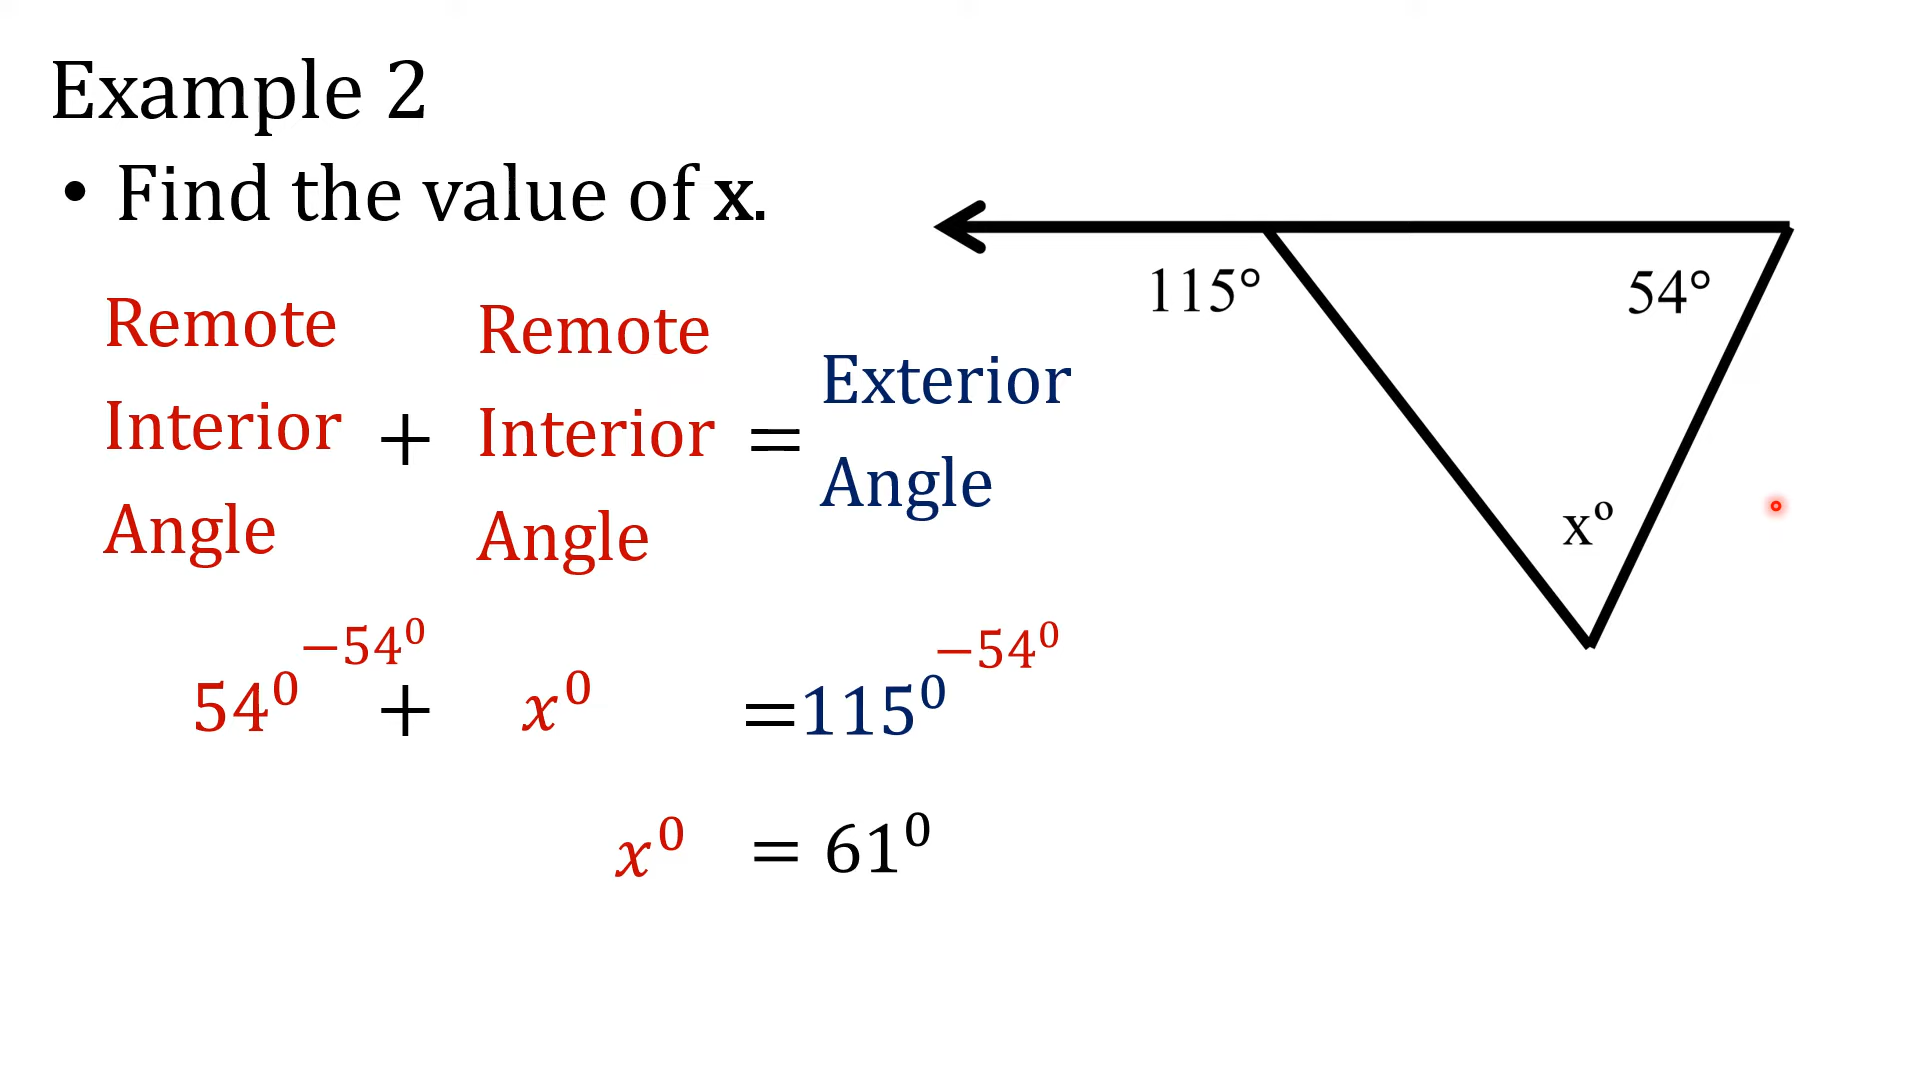 Example 2
• Find the value of x.
Remote Interior Angle + Remote Interior Angle = Exterior Angle
54⁰ ⁻⁵⁴⁰ + x⁰ = 115⁰ ⁻⁵⁴⁰
x⁰ = 61⁰
115°
54°
xº